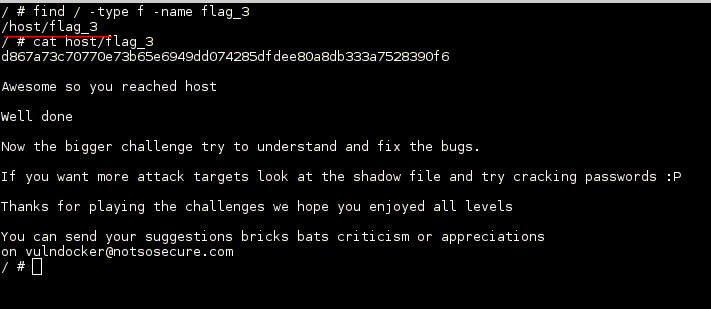 / # find / -type f -name flag_3
/host/flag_3
/ # cat host/flag_3
d867a73c70770e73b65e6949dd074285dfdee80a8db333a7528390f6

Awesome so you reached host

Well done

Now the bigger challenge try to understand and fix the bugs.

If you want more attack targets look at the shadow file and try cracking passwords :P

Thanks for playing the challenges we hope you enjoyed all levels

You can send your suggestions bricks bats criticism or appreciations
on vulndocker@notsosecure.com
/ #